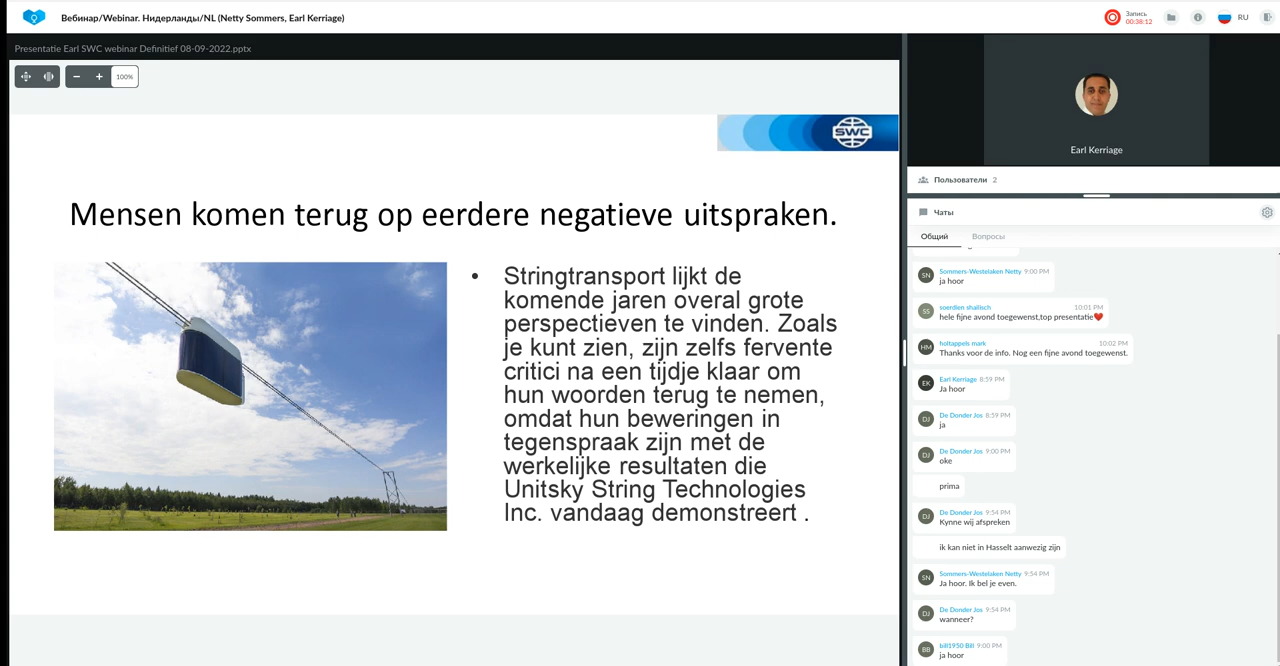 Вебинар/Webinar. Нидерланды/NL (Netty Sommers, Earl Kerriage)
Запись
00:38:12
RU
Presentatie Earl SWC webinar Definitief 08-09-2022.pptx
100%
SWC
Mensen komen terug op eerdere negatieve uitspraken.
• Stringtransport lijkt de
komende jaren overal grote
perspectieven te vinden. Zoals
je kunt zien, zijn zelfs fervente
critici na een tijdje klaar om
hun woorden terug te nemen,
omdat hun beweringen in
tegenspraak zijn met de
werkelijke resultaten die
Unitsky String Technologies
Inc. vandaag demonstreert .
Earl Kerriage
Пользователи 2
Чаты
Общий Вопросы
SN Sommers-Westelaken Netty 9:00 PM
ja hoor
SS soerdien shailisch 10:01 PM
hele fijne avond toegewenst,top presentatie❤️
HM holtappels mark 10:02 PM
Thanks voor de info. Nog een fijne avond toegewenst.
EK Earl Kerriage 8:59 PM
Ja hoor
DJ De Donder Jos 8:59 PM
ja
DJ De Donder Jos 9:00 PM
oke
prima
DJ De Donder Jos 9:54 PM
Kynne wij afspreken
ik kan niet in Hasselt aanwezig zijn
SN Sommers-Westelaken Netty 9:54 PM
Ja hoor. Ik bel je even.
DJ De Donder Jos 9:54 PM
wanneer?
BB bill1950 Bill 9:00 PM
ja hoor